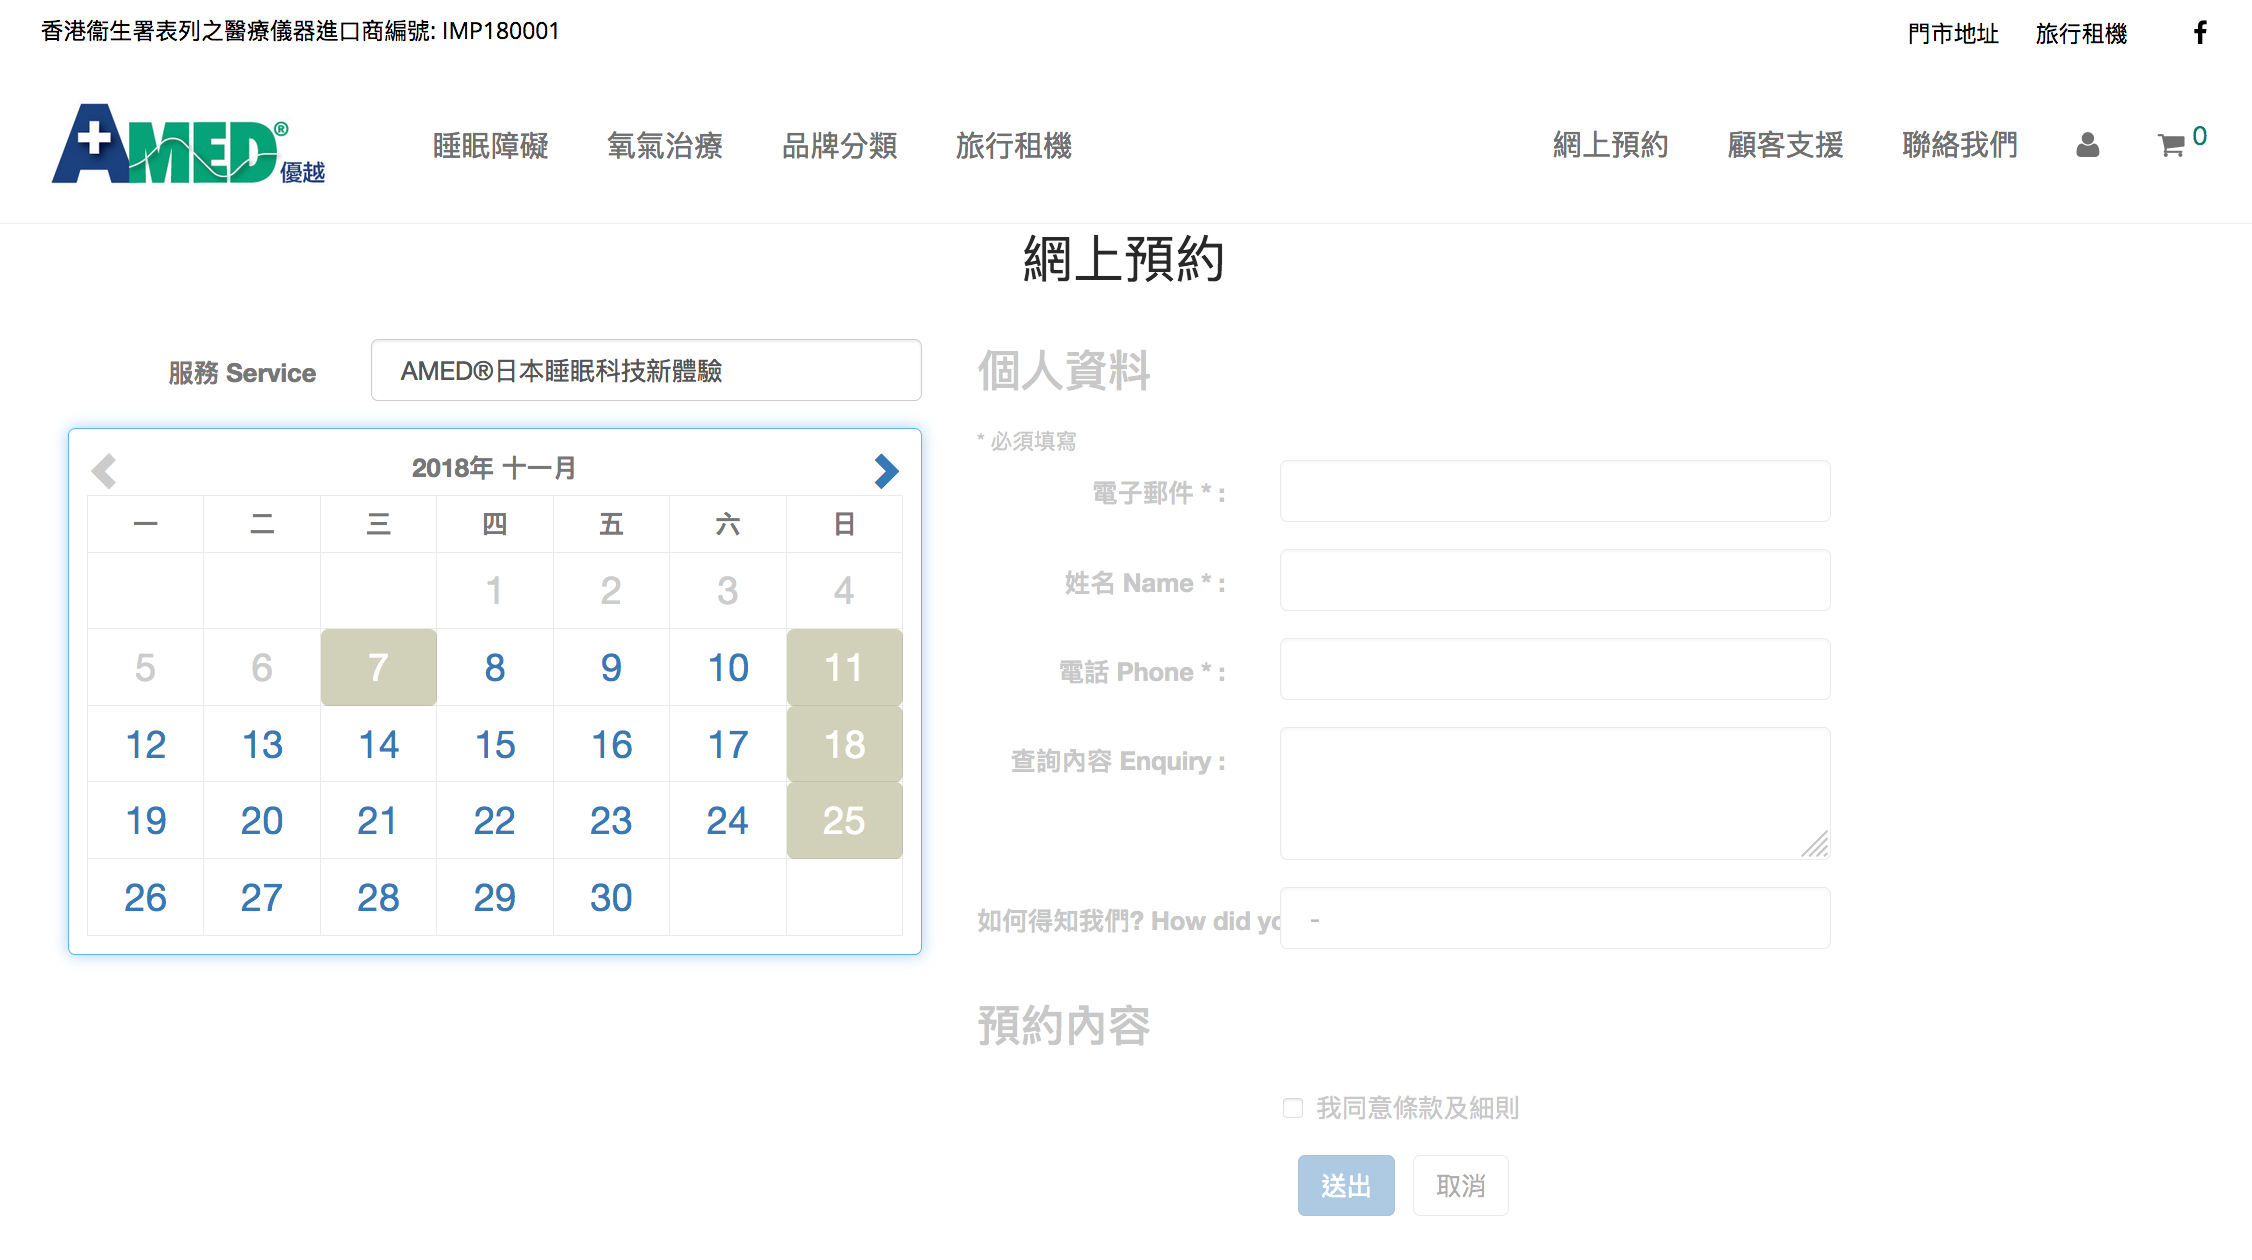 香港衞生署表列之醫療儀器進口商編號: IMP180001
門市地址 旅行租機
AMED® 優越
睡眠障礙 氧氣治療 品牌分類 旅行租機 網上預約 顧客支援 聯絡我們 0
網上預約
服務 Service AMED®日本睡眠科技新體驗
2018年 十一月
一 二 三 四 五 六 日
1 2 3 4
5 6 7 8 9 10 11
12 13 14 15 16 17 18
19 20 21 22 23 24 25
26 27 28 29 30
個人資料
* 必須填寫
電子郵件 * :
姓名 Name * :
電話 Phone * :
查詢內容 Enquiry :
如何得知我們? How did yo -
預約內容
我同意條款及細則
送出 取消